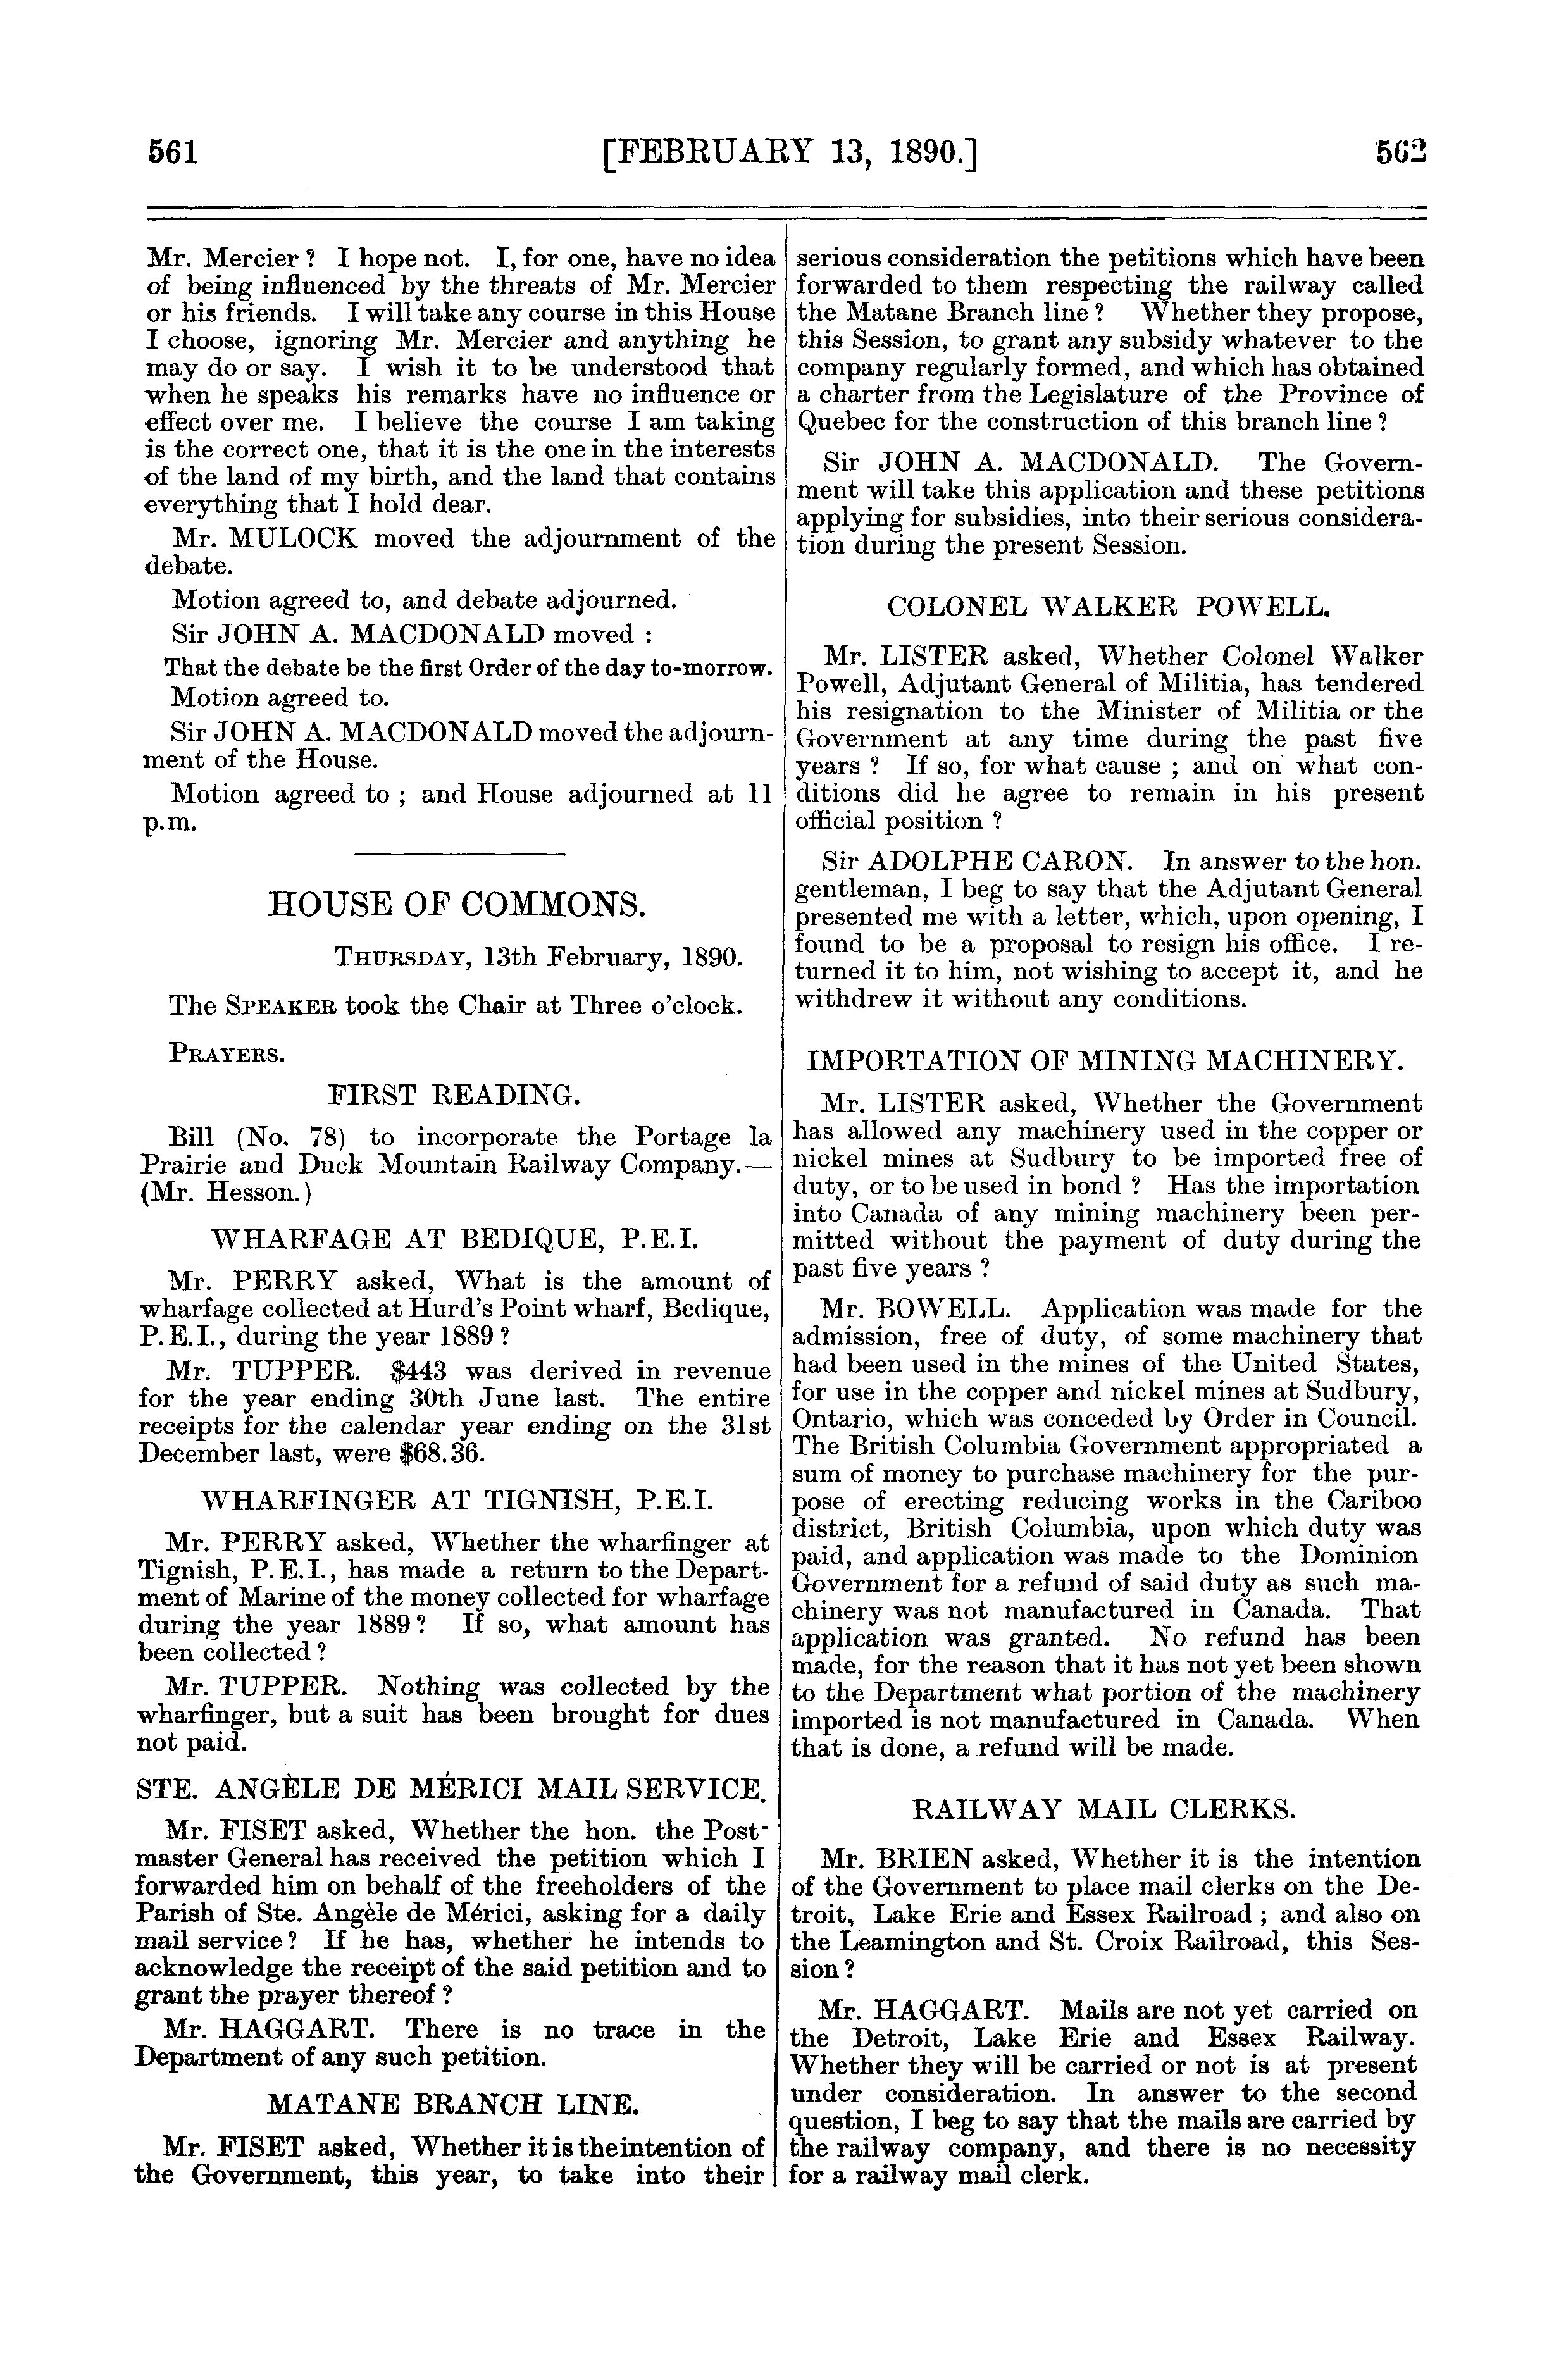 561 [FEBRUARY 13, 1890.] 562
Mr. Mercier ? I hope not. I, for one, have no idea
of being influenced by the threats of Mr. Mercier
or his friends. I will take any course in this House
I choose, ignoring Mr. Mercier and anything he
may do or say. I wish it to be understood that
when he speaks his remarks have no influence or
effect over me. I believe the course I am taking
is the correct one, that it is the one in the interests
of the land of my birth, and the land that contains
everything that I hold dear.
Mr. MULOCK moved the adjournment of the
debate.
Motion agreed to, and debate adjourned.
Sir JOHN A. MACDONALD moved :
That the debate be the first Order of the day to-morrow.
Motion agreed to.
Sir JOHN A. MACDONALD moved the adjourn-
ment of the House.
Motion agreed to ; and House adjourned at 11
p.m.
HOUSE OF COMMONS.
THURSDAY, 13th February, 1890.
The SPEAKER took the Chair at Three o'clock.
PRAYERS.
FIRST READING.
Bill (No. 78) to incorporate the Portage la
Prairie and Duck Mountain Railway Company.—
(Mr. Hesson.)
WHARFAGE AT BEDIQUE, P.E.I.
Mr. PERRY asked, What is the amount of
wharfage collected at Hurd's Point wharf, Bedique,
P.E.I., during the year 1889 ?
Mr. TUPPER. $443 was derived in revenue
for the year ending 30th June last. The entire
receipts for the calendar year ending on the 31st
December last, were $68.36.
WHARFINGER AT TIGNISH, P.E.I.
Mr. PERRY asked, Whether the wharfinger at
Tignish, P.E.I., has made a return to the Depart-
ment of Marine of the money collected for wharfage
during the year 1889 ? If so, what amount has
been collected ?
Mr. TUPPER. Nothing was collected by the
wharfinger, but a suit has been brought for dues
not paid.
STE. ANGÈLE DE MÉRICI MAIL SERVICE.
Mr. FISET asked, Whether the hon. the Post-
master General has received the petition which I
forwarded him on behalf of the freeholders of the
Parish of Ste. Angèle de Mérici, asking for a daily
mail service ? If he has, whether he intends to
acknowledge the receipt of the said petition and to
grant the prayer thereof ?
Mr. HAGGART. There is no trace in the
Department of any such petition.
MATANE BRANCH LINE.
Mr. FISET asked, Whether it is the intention of
the Government, this year, to take into their
serious consideration the petitions which have been
forwarded to them respecting the railway called
the Matane Branch line ? Whether they propose,
this Session, to grant any subsidy whatever to the
company regularly formed, and which has obtained
a charter from the Legislature of the Province of
Quebec for the construction of this branch line ?
Sir JOHN A. MACDONALD. The Govern-
ment will take this application and these petitions
applying for subsidies, into their serious considera-
tion during the present Session.
COLONEL WALKER POWELL.
Mr. LISTER asked, Whether Colonel Walker
Powell, Adjutant General of Militia, has tendered
his resignation to the Minister of Militia or the
Government at any time during the past five
years ? If so, for what cause ; and on what con-
ditions did he agree to remain in his present
official position ?
Sir ADOLPHE CARON. In answer to the hon.
gentleman, I beg to say that the Adjutant General
presented me with a letter, which, upon opening, I
found to be a proposal to resign his office. I re-
turned it to him, not wishing to accept it, and he
withdrew it without any conditions.
IMPORTATION OF MINING MACHINERY.
Mr. LISTER asked, Whether the Government
has allowed any machinery used in the copper or
nickel mines at Sudbury to be imported free of
duty, or to be used in bond ? Has the importation
into Canada of any mining machinery been per-
mitted without the payment of duty during the
past five years ?
Mr. BOWELL. Application was made for the
admission, free of duty, of some machinery that
had been used in the mines of the United States,
for use in the copper and nickel mines at Sudbury,
Ontario, which was conceded by Order in Council.
The British Columbia Government appropriated a
sum of money to purchase machinery for the pur-
pose of erecting reducing works in the Cariboo
district, British Columbia, upon which duty was
paid, and application was made to the Dominion
Government for a refund of said duty as such ma-
chinery was not manufactured in Canada. That
application was granted. No refund has been
made, for the reason that it has not yet been shown
to the Department what portion of the machinery
imported is not manufactured in Canada. When
that is done, a refund will be made.
RAILWAY MAIL CLERKS.
Mr. BRIEN asked, Whether it is the intention
of the Government to place mail clerks on the De-
troit, Lake Erie and Essex Railroad ; and also on
the Leamington and St. Croix Railroad, this Ses-
sion ?
Mr. HAGGART. Mails are not yet carried on
the Detroit, Lake Erie and Essex Railway.
Whether they will be carried or not is at present
under consideration. In answer to the second
question, I beg to say that the mails are carried by
the railway company, and there is no necessity
for a railway mail clerk.